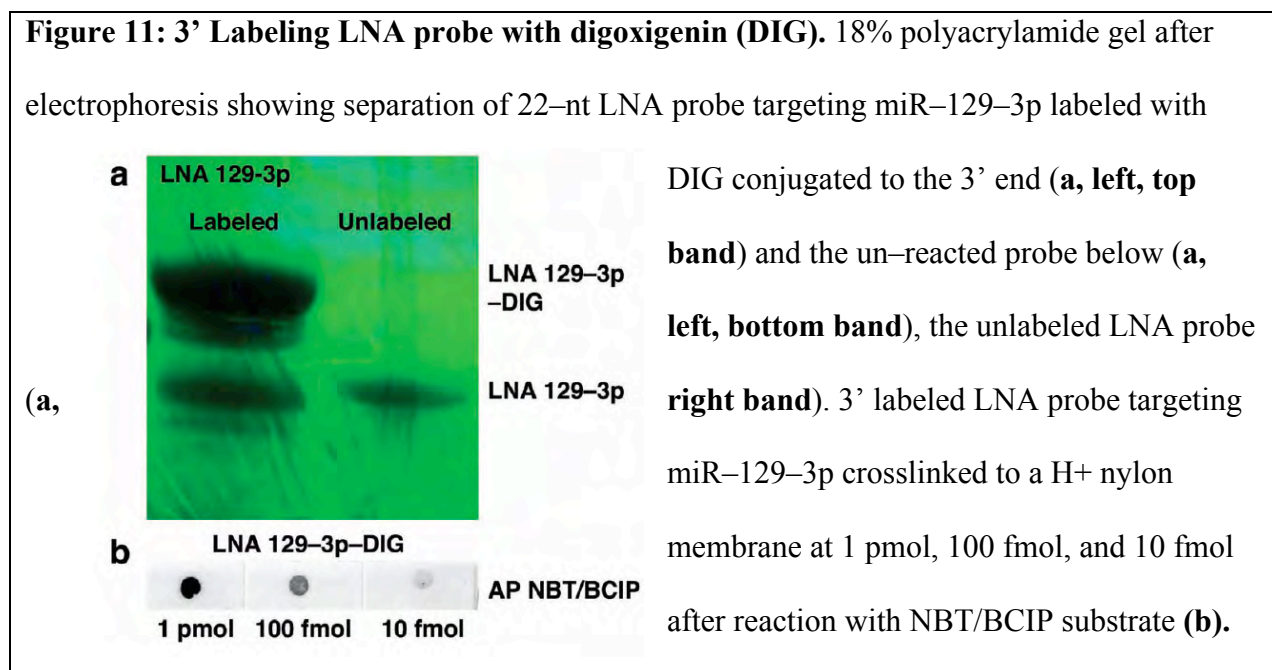 Figure 11: 3’ Labeling LNA probe with digoxigenin (DIG). 18% polyacrylamide gel after
electrophoresis showing separation of 22–nt LNA probe targeting miR–129–3p labeled with
DIG conjugated to the 3’ end (a, left, top
band) and the un–reacted probe below (a,
left, bottom band), the unlabeled LNA probe
(a,
right band). 3’ labeled LNA probe targeting
miR–129–3p crosslinked to a H+ nylon
membrane at 1 pmol, 100 fmol, and 10 fmol
after reaction with NBT/BCIP substrate (b).
a
LNA 129-3p
Labeled Unlabeled
LNA 129–3p
–DIG
LNA 129–3p
b
LNA 129–3p–DIG
AP NBT/BCIP
1 pmol 100 fmol 10 fmol